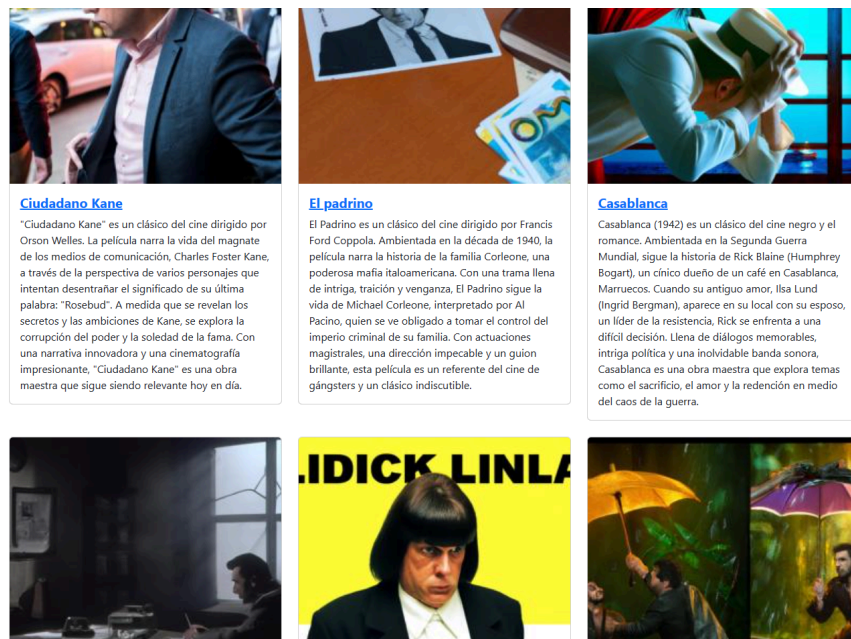 Ciudadano Kane
"Ciudadano Kane" es un clásico del cine dirigido por
Orson Welles. La película narra la vida del magnate
de los medios de comunicación, Charles Foster Kane,
a través de la perspectiva de varios personajes que
intentan desentrañar el significado de su última
palabra: "Rosebud". A medida que se revelan los
secretos y las ambiciones de Kane, se explora la
corrupción del poder y la soledad de la fama. Con
una narrativa innovadora y una cinematografía
impresionante, "Ciudadano Kane" es una obra
maestra que sigue siendo relevante hoy en día.
El padrino
El Padrino es un clásico del cine dirigido por Francis
Ford Coppola. Ambientada en la década de 1940, la
película narra la historia de la familia Corleone, una
poderosa mafia italoamericana. Con una trama llena
de intriga, traición y venganza, El Padrino sigue la
vida de Michael Corleone, interpretado por Al
Pacino, quien se ve obligado a tomar el control del
imperio criminal de su familia. Con actuaciones
magistrales, una dirección impecable y un guion
brillante, esta película es un referente del cine de
gángsters y un clásico indiscutible.
Casablanca
Casablanca (1942) es un clásico del cine negro y el
romance. Ambientada en la Segunda Guerra
Mundial, sigue la historia de Rick Blaine (Humphrey
Bogart), un cínico dueño de un café en Casablanca,
Marruecos. Cuando su antiguo amor, Ilsa Lund
(Ingrid Bergman), aparece en su local con su esposo,
un líder de la resistencia, Rick se enfrenta a una
difícil decisión. Llena de diálogos memorables,
intriga política y una inolvidable banda sonora,
Casablanca es una obra maestra que explora temas
como el sacrificio, el amor y la redención en medio
del caos de la guerra.
LIDICK LINLA